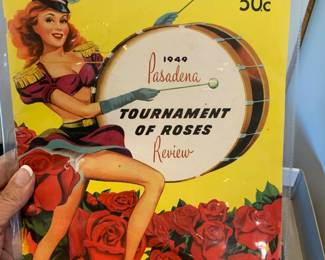 50c
1949
Pasadena
TOURNAMENT
OF ROSES
Review